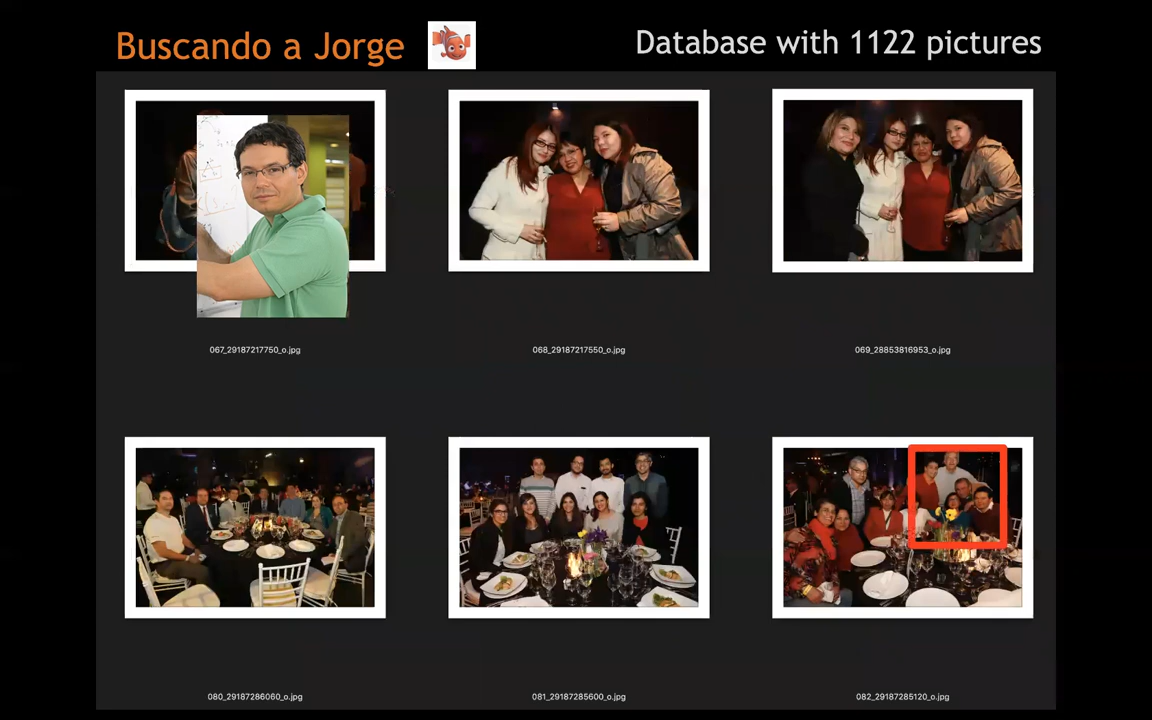 Buscando a Jorge
Database with 1122 pictures
067_29187217750_o.jpg
068_29187217550_o.jpg
069_28853816953_o.jpg
080_29187286060_o.jpg
081_29187285600_o.jpg
082_29187285120_o.jpg